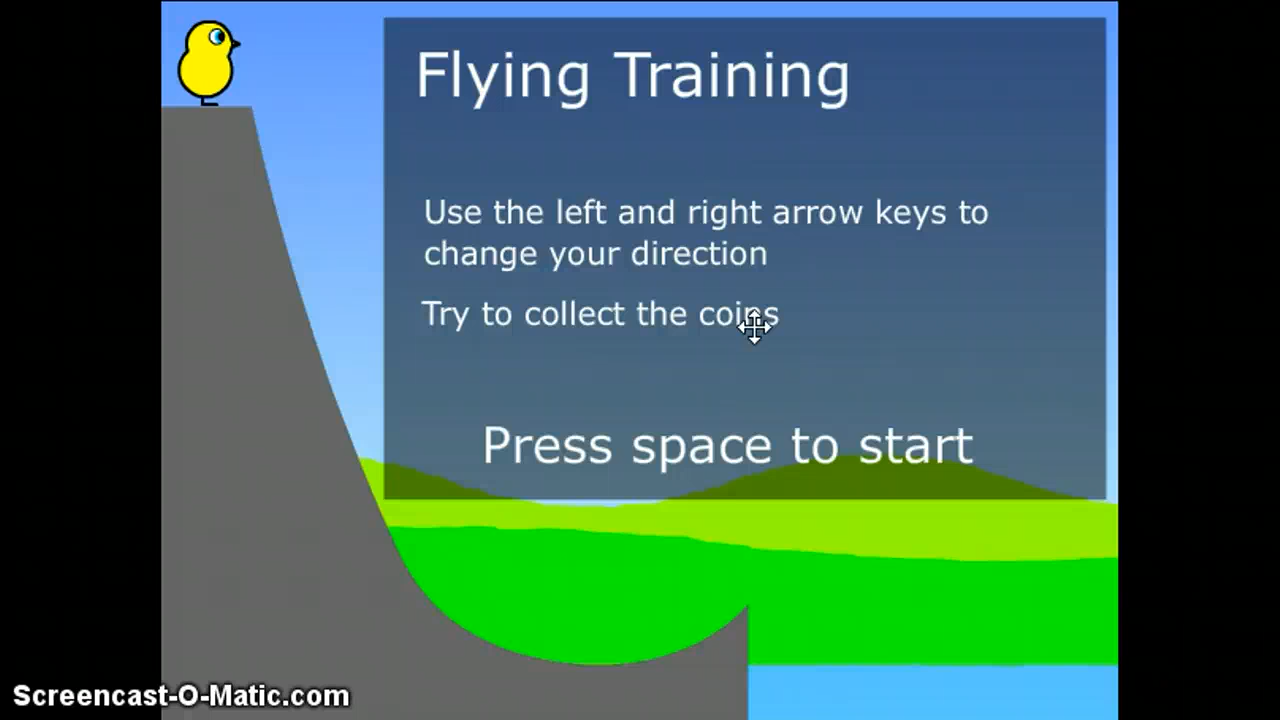 Flying Training
Use the left and right arrow keys to
change your direction
Try to collect the coins
Press space to start
Screencast-O-Matic.com